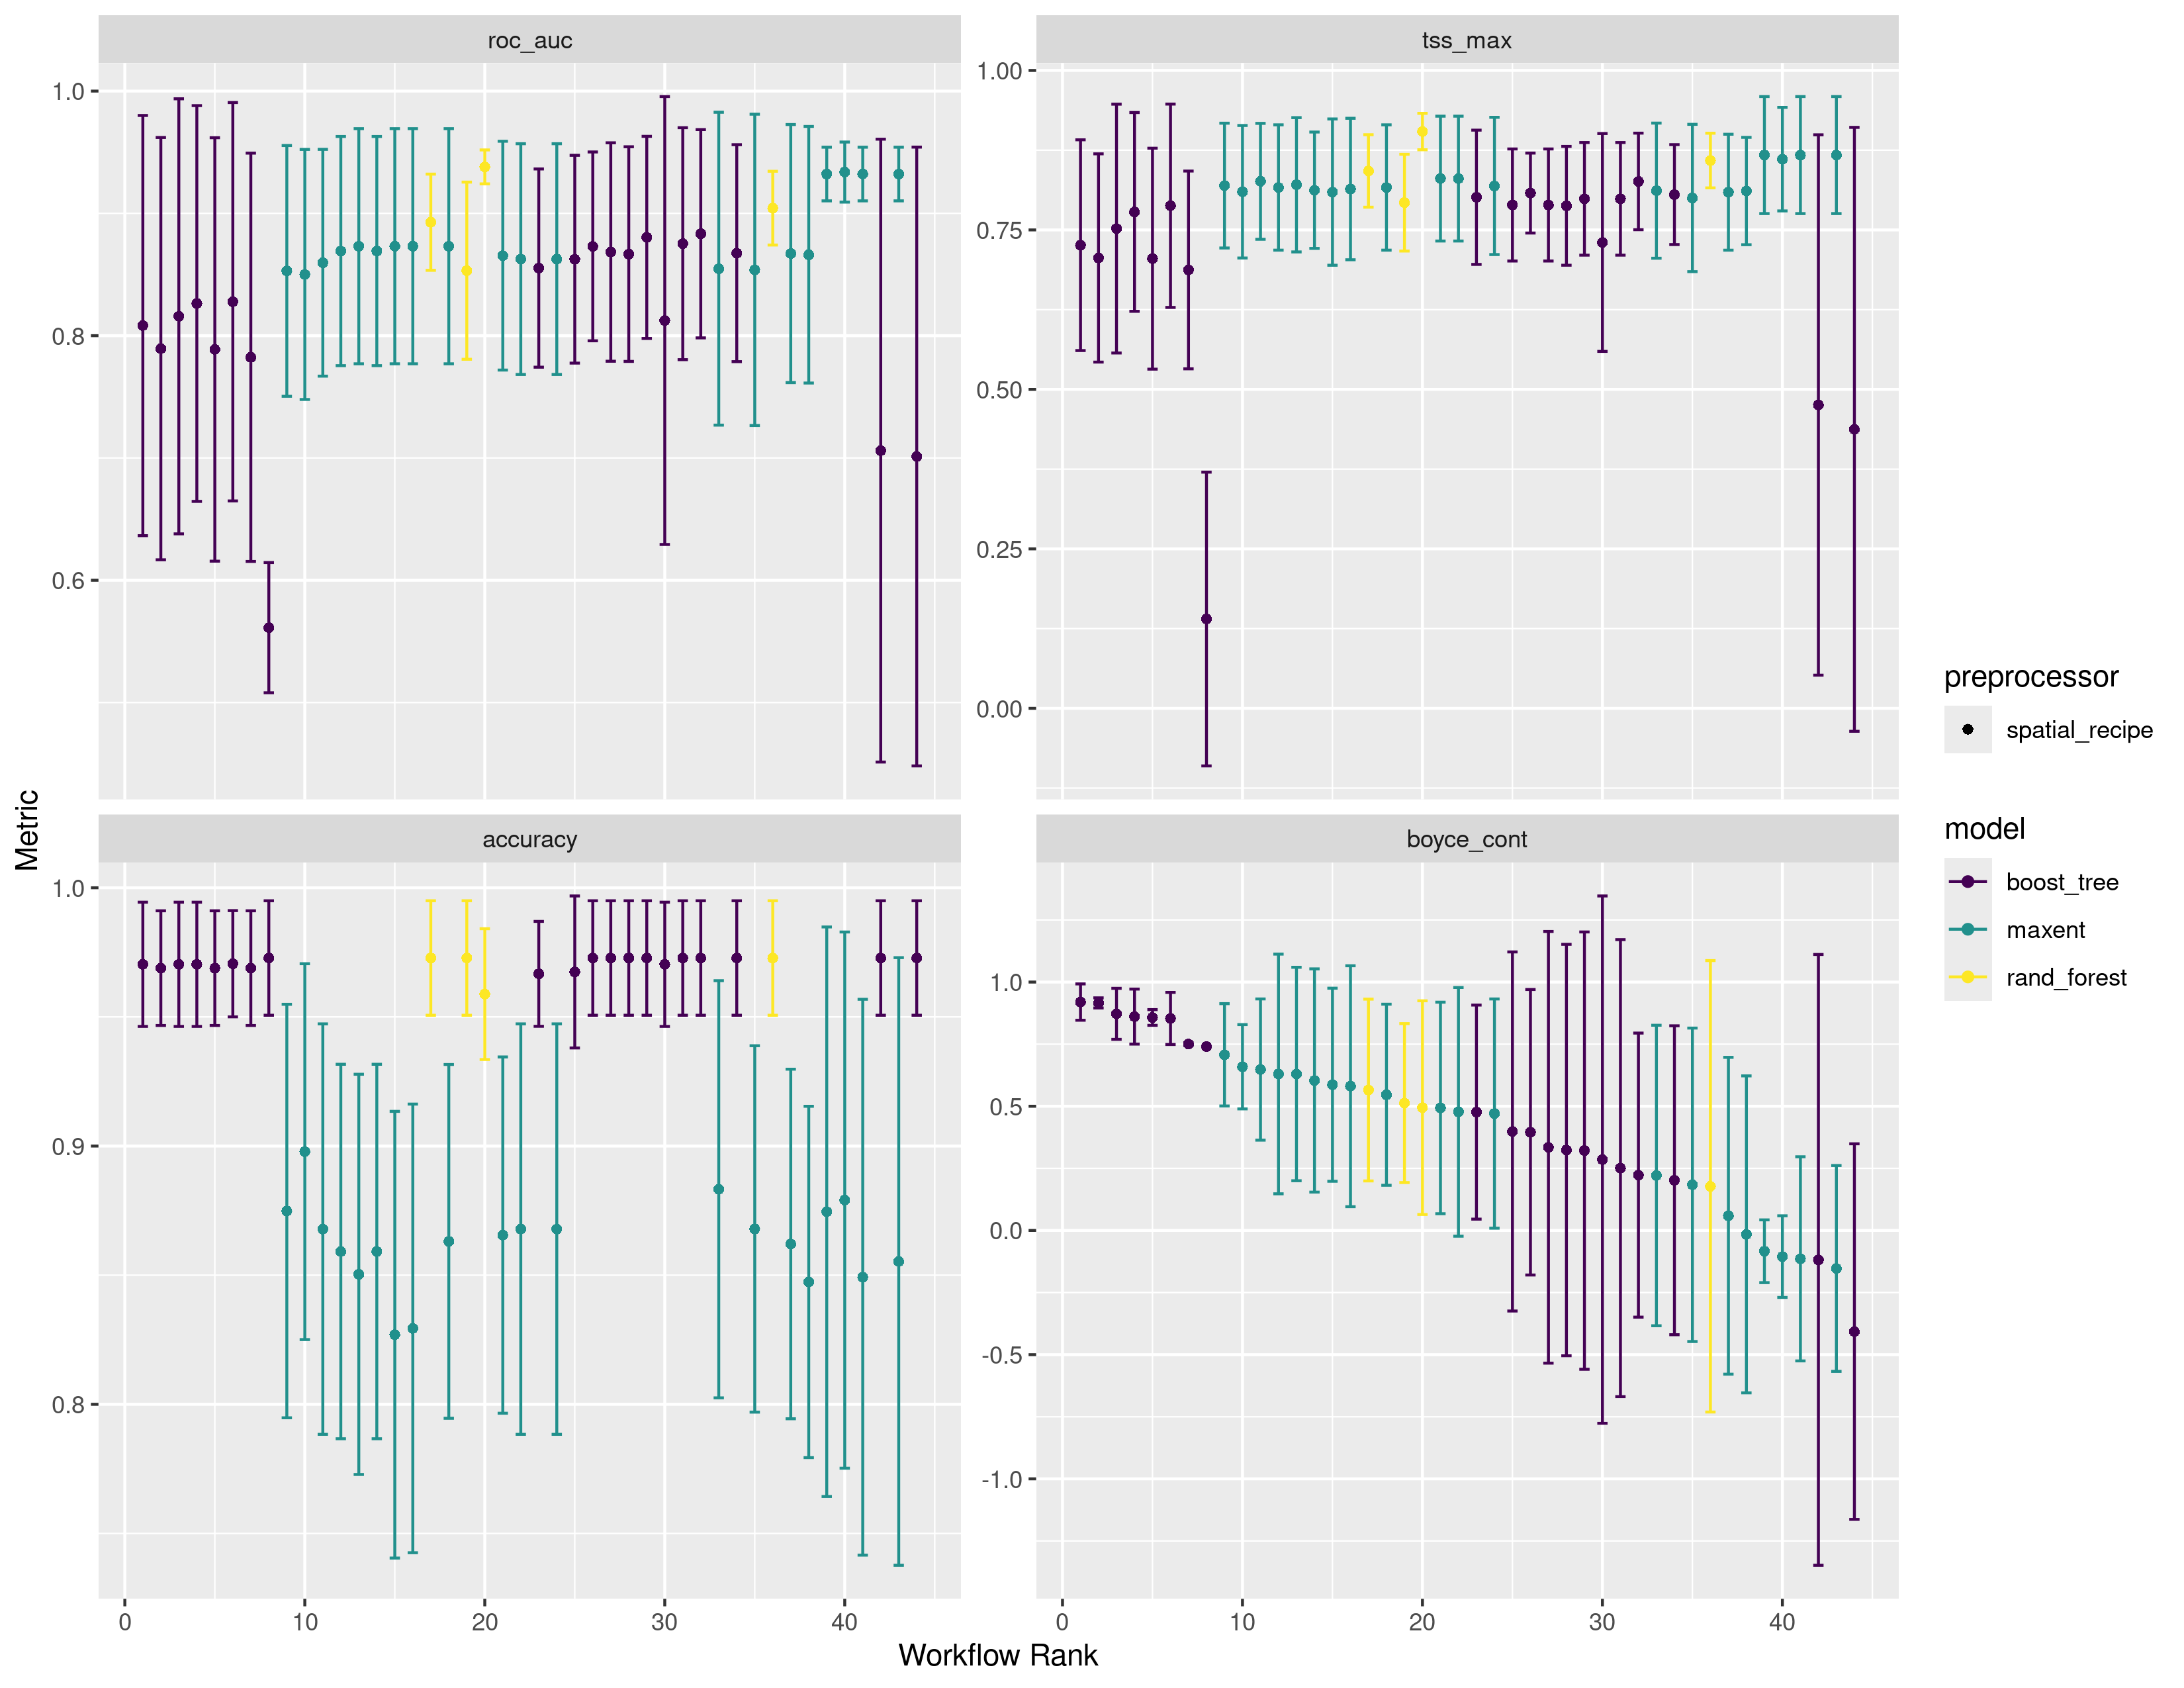 roc_auc
tss_max
1.0
0.8
0.6
1.00
0.75
0.50
0.25
0.00
Metric
accuracy
boyce_cont
1.0
0.9
0.8
1.0
0.5
0.0
-0.5
-1.0
0 10 20 30 40
0 10 20 30 40
Workflow Rank
preprocessor
spatial_recipe
model
boost_tree
maxent
rand_forest